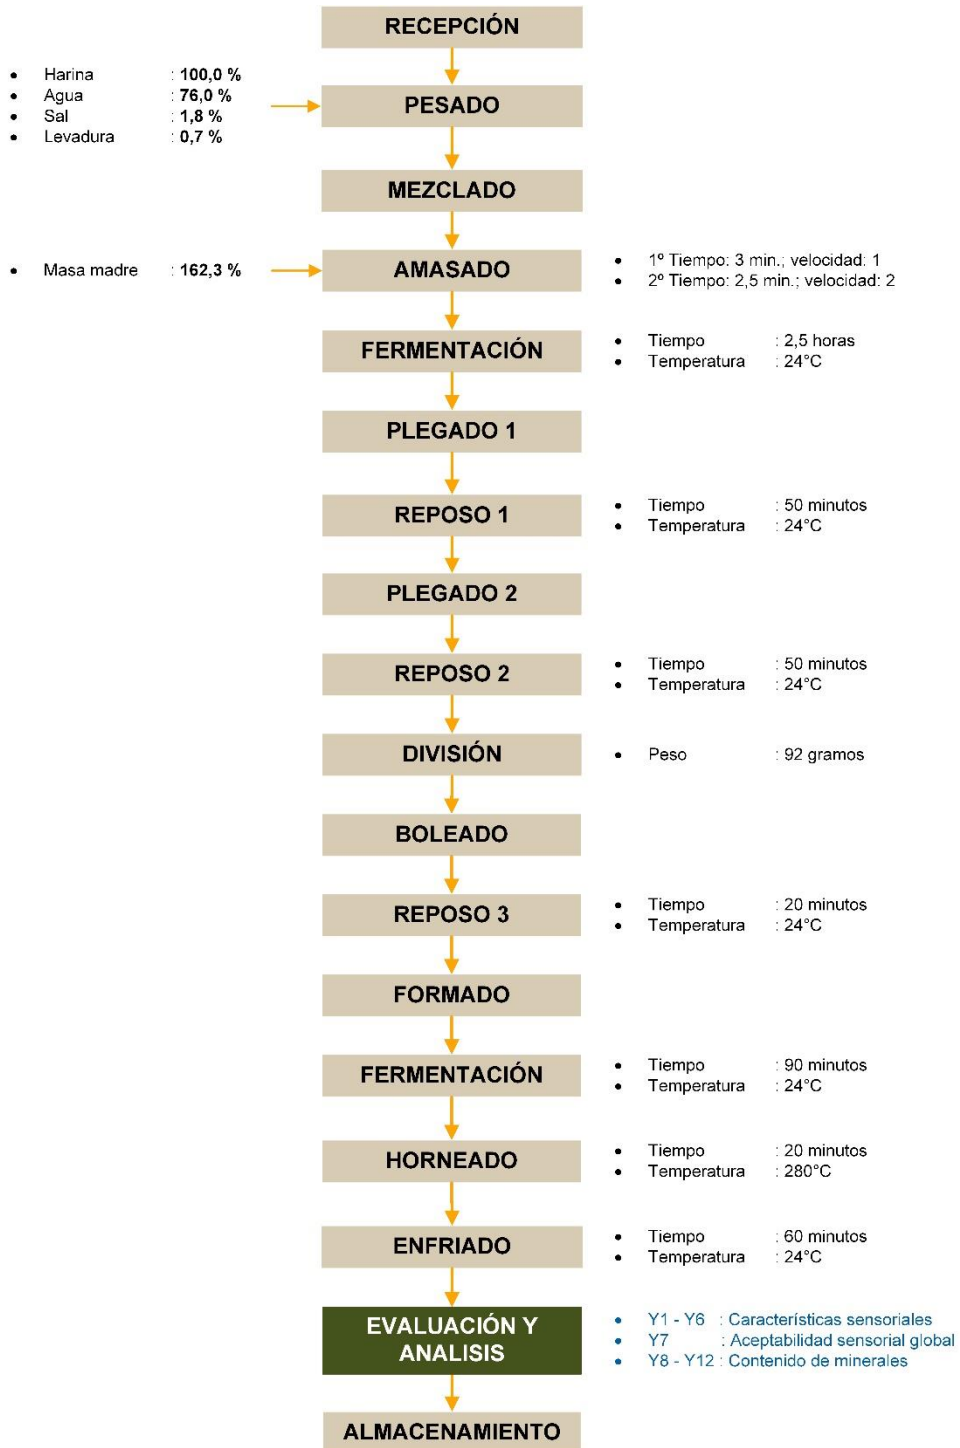 RECEPCIÓN
• Harina : 100,0 %
• Agua : 76,0 %
• Sal : 1,8 %
• Levadura : 0,7 %
PESADO
MEZCLADO
• Masa madre : 162,3 %
AMASADO
• 1º Tiempo: 3 min.; velocidad: 1
• 2º Tiempo: 2,5 min.; velocidad: 2
FERMENTACIÓN
• Tiempo : 2,5 horas
• Temperatura : 24°C
PLEGADO 1
REPOSO 1
• Tiempo : 50 minutos
• Temperatura : 24°C
PLEGADO 2
REPOSO 2
• Tiempo : 50 minutos
• Temperatura : 24°C
DIVISIÓN
• Peso : 92 gramos
BOLEADO
REPOSO 3
• Tiempo : 20 minutos
• Temperatura : 24°C
FORMADO
FERMENTACIÓN
• Tiempo : 90 minutos
• Temperatura : 24°C
HORNEADO
• Tiempo : 20 minutos
• Temperatura : 280°C
ENFRIADO
• Tiempo : 60 minutos
• Temperatura : 24°C
EVALUACIÓN Y
ANALISIS
• Y1 - Y6 : Características sensoriales
• Y7 : Aceptabilidad sensorial global
• Y8 - Y12 : Contenido de minerales
ALMACENAMIENTO